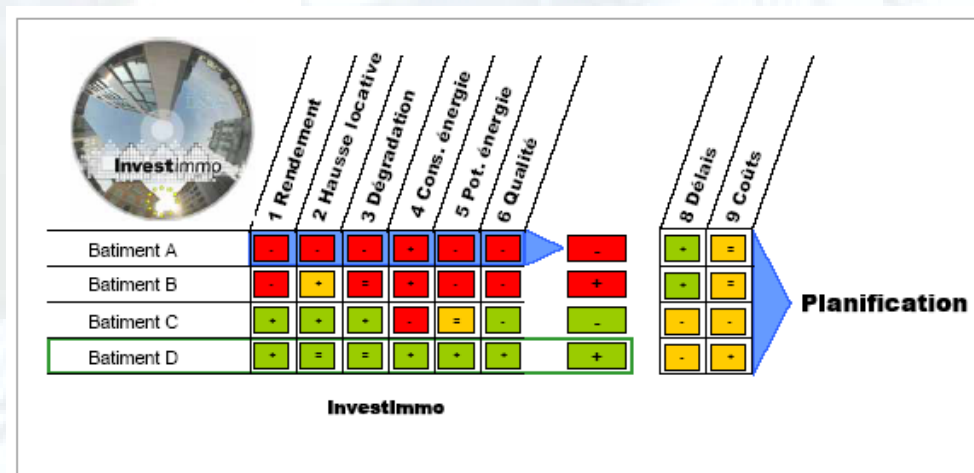 Investimmo
1 Rendement
2 Hausse locative
3 Dégradation
4 Cons. énergie
5 Pot. énergie
6 Qualité
8 Délais
9 Coûts
Batiment A - - - + - - - + =
Batiment B - + = + - - + + =
Batiment C + + + - = - - - -
Batiment D + = = + + + + - +
Planification
InvestImmo